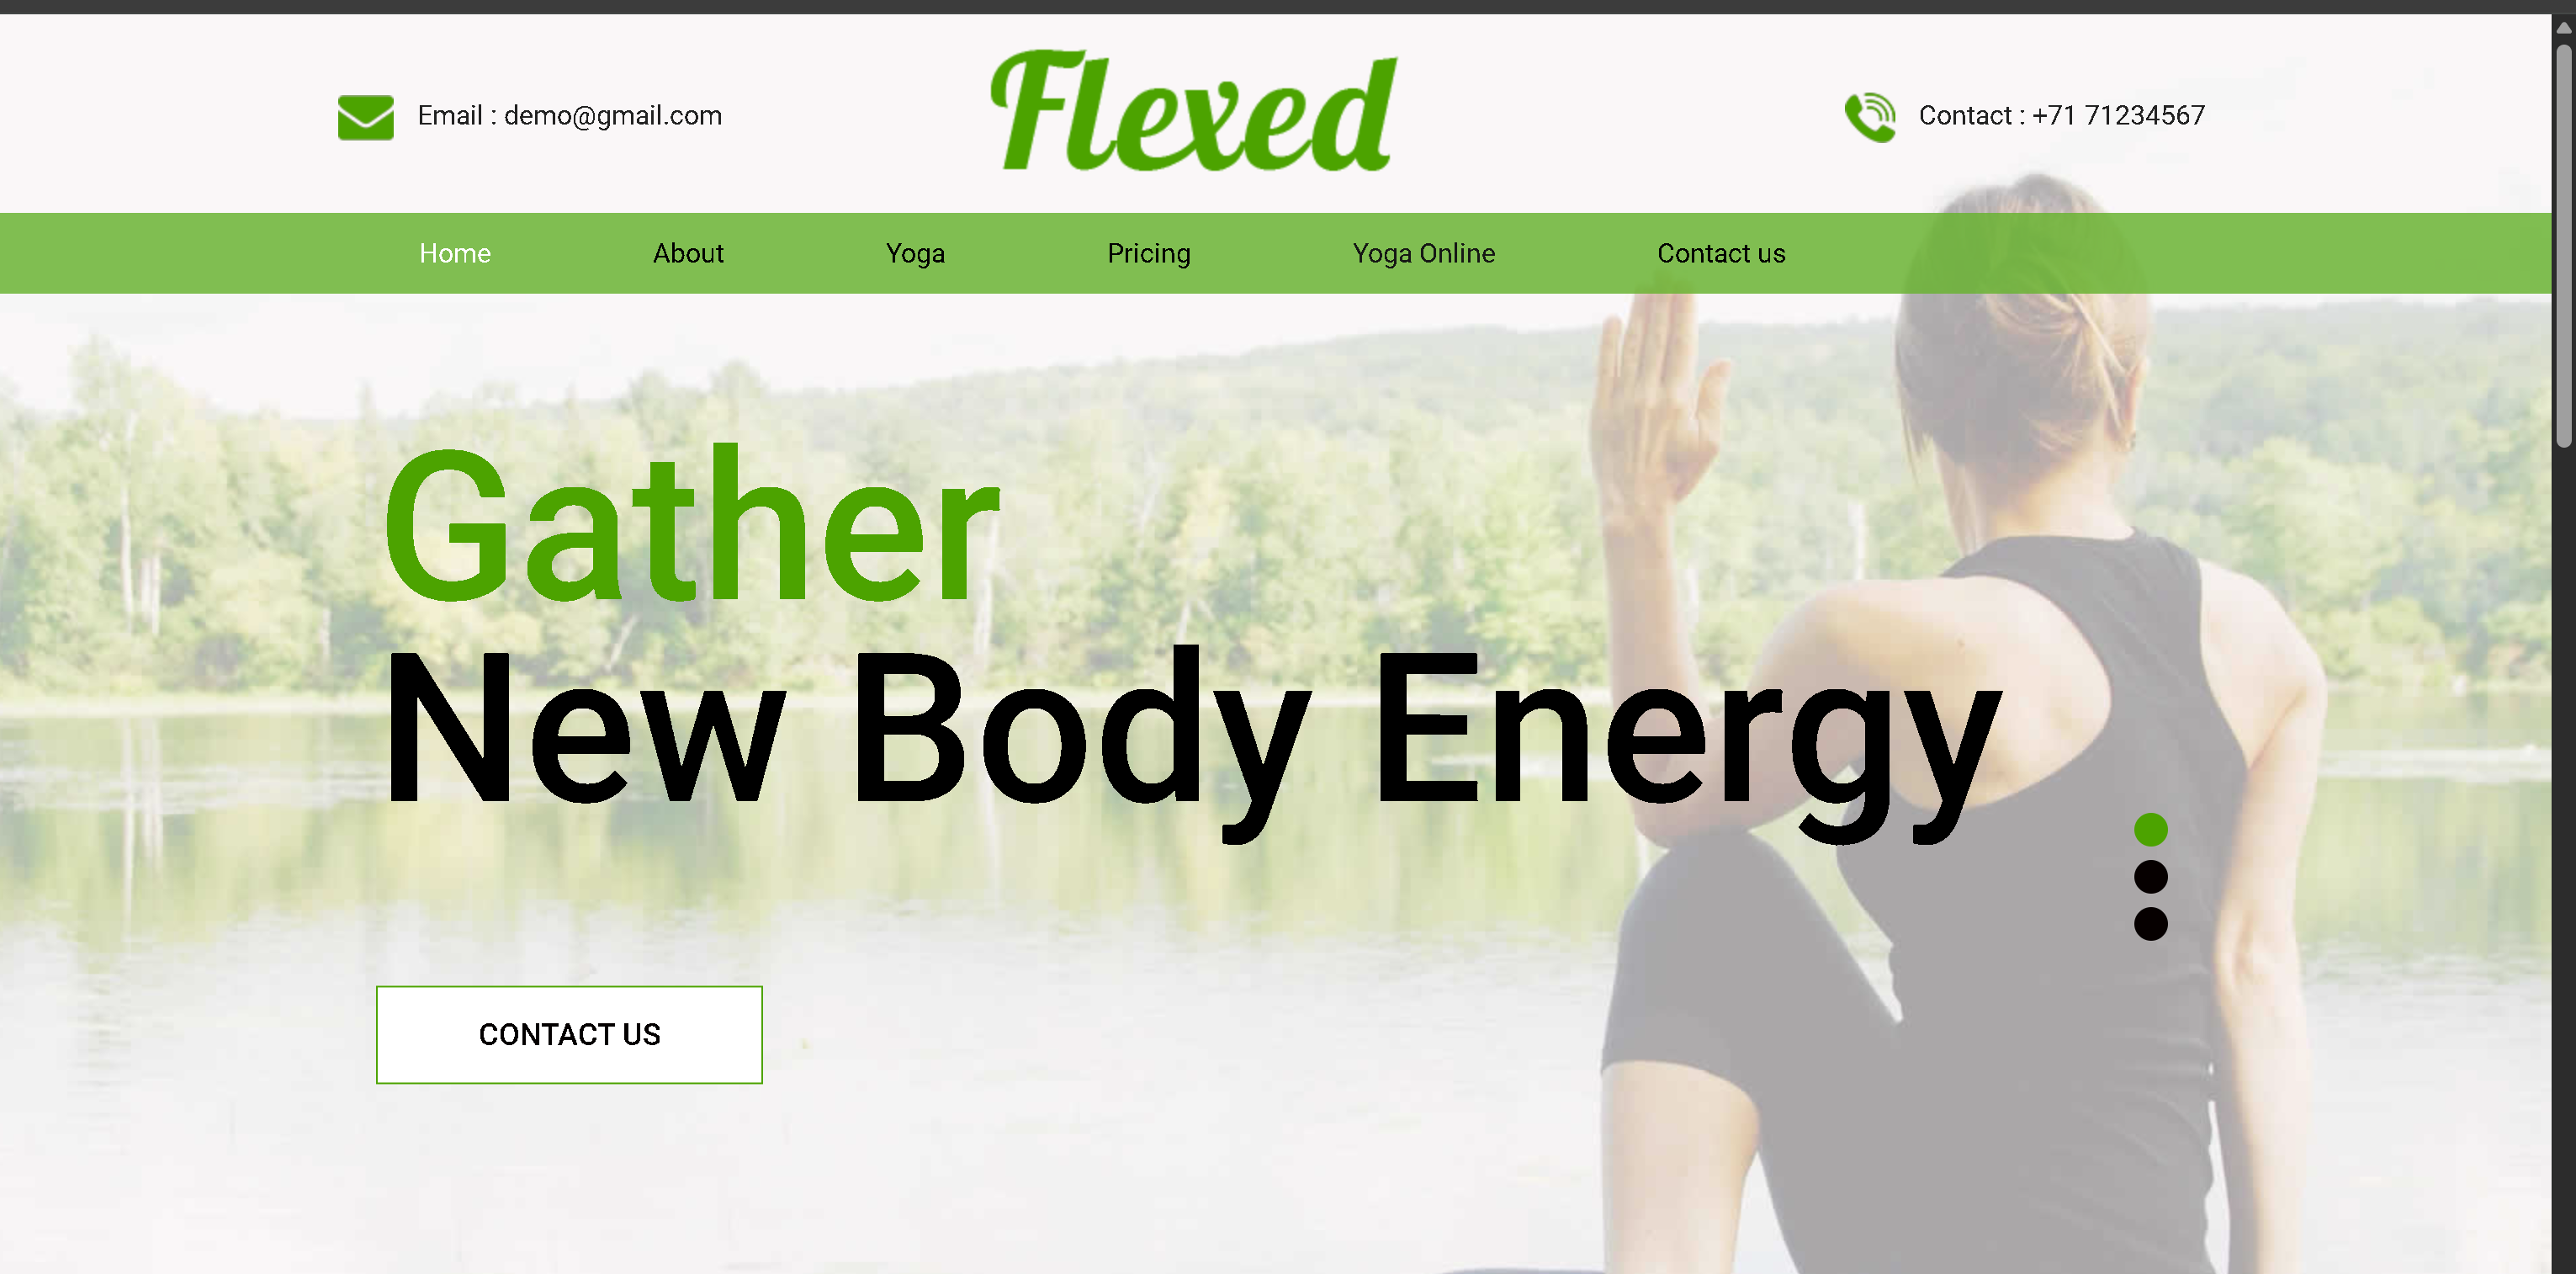 Email : demo@gmail.com
Flexed
Contact : +71 71234567
Home About Yoga Pricing Yoga Online Contact us
Gather
New Body Energy
CONTACT US